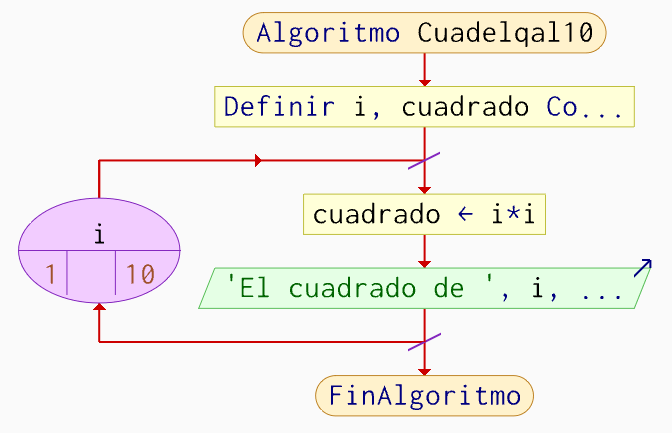 Algoritmo Cuadelqal10
Definir i, cuadrado Co...
cuadrado ← i*i
i
1 10
'El cuadrado de ', i, ...
FinAlgoritmo